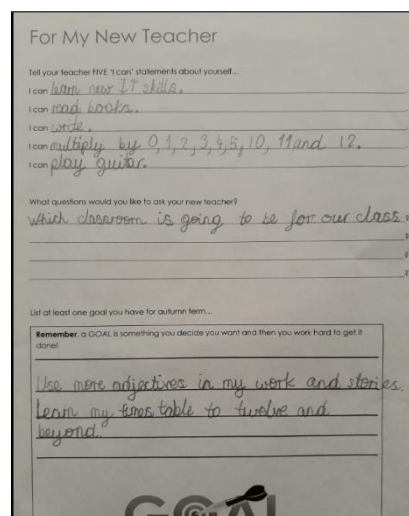 For My New Teacher
Tell your teacher FIVE 'I can' statements about yourself...
I can learn new IT skills.
I can read books.
I can write.
I can multiply by 0, 1, 2, 3, 4, 5, 10, 11 and 12.
I can play guitar.
What questions would you like to ask your new teacher?
Which classroom is going to be for our class ?
?
?
List at least one goal you have for autumn term...
Remember, a GOAL is something you decide you want and then you work hard to get it
done!
Use more adjectives in my work and stories.
Learn my times table to twelve and
beyond.
GOAL